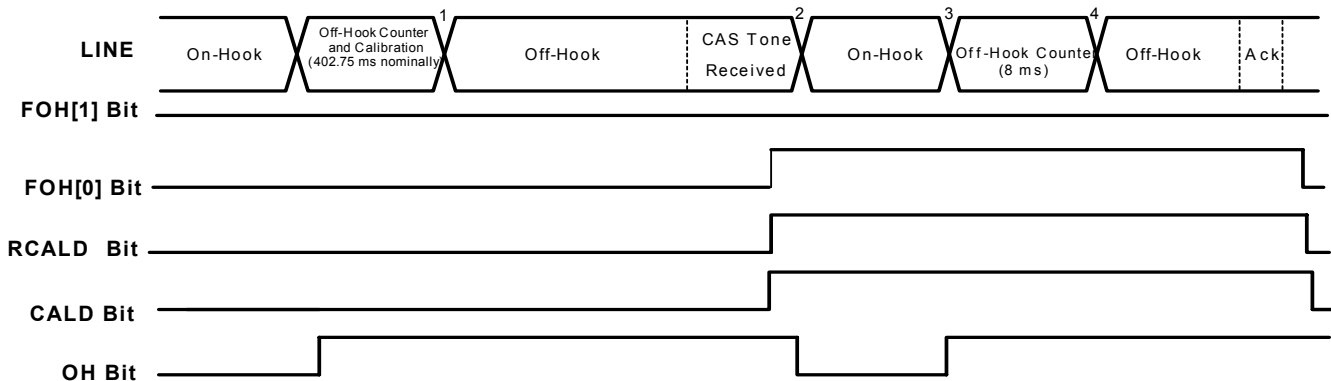 1
2
3
4
LINE
On-Hook
Off-Hook Counter
and Calibration
(402.75 ms nominally)
Off-Hook
CAS Tone
Received
On-Hook
Off-Hook Counter
(8 ms)
Off-Hook
Ack
FOH[1] Bit
FOH[0] Bit
RCALD Bit
CALD Bit
OH Bit